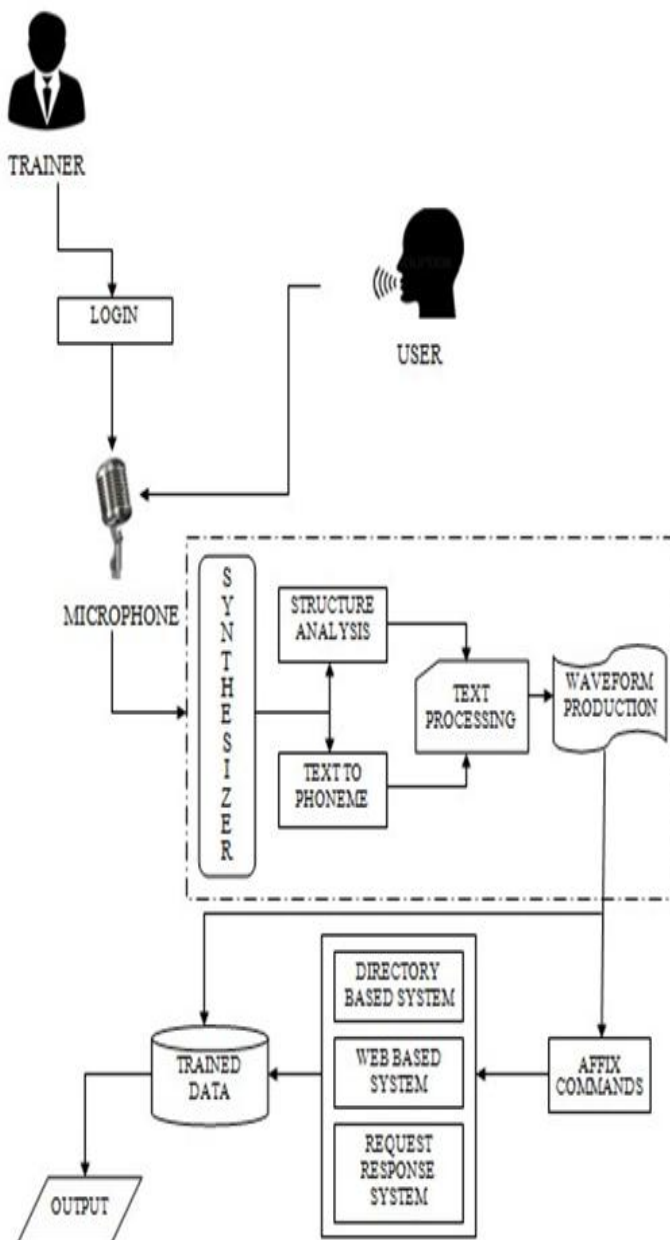 TRAINER
LOGIN
USER
MICROPHONE
SYNTHESIZER
STRUCTURE
ANALYSIS
TEXT TO
PHONEME
TEXT
PROCESSING
WAVEFORM
PRODUCTION
DIRECTORY
BASED SYSTEM
WEB BASED
SYSTEM
REQUEST
RESPONSE
SYSTEM
AFFIX
COMMANDS
TRAINED
DATA
OUTPUT